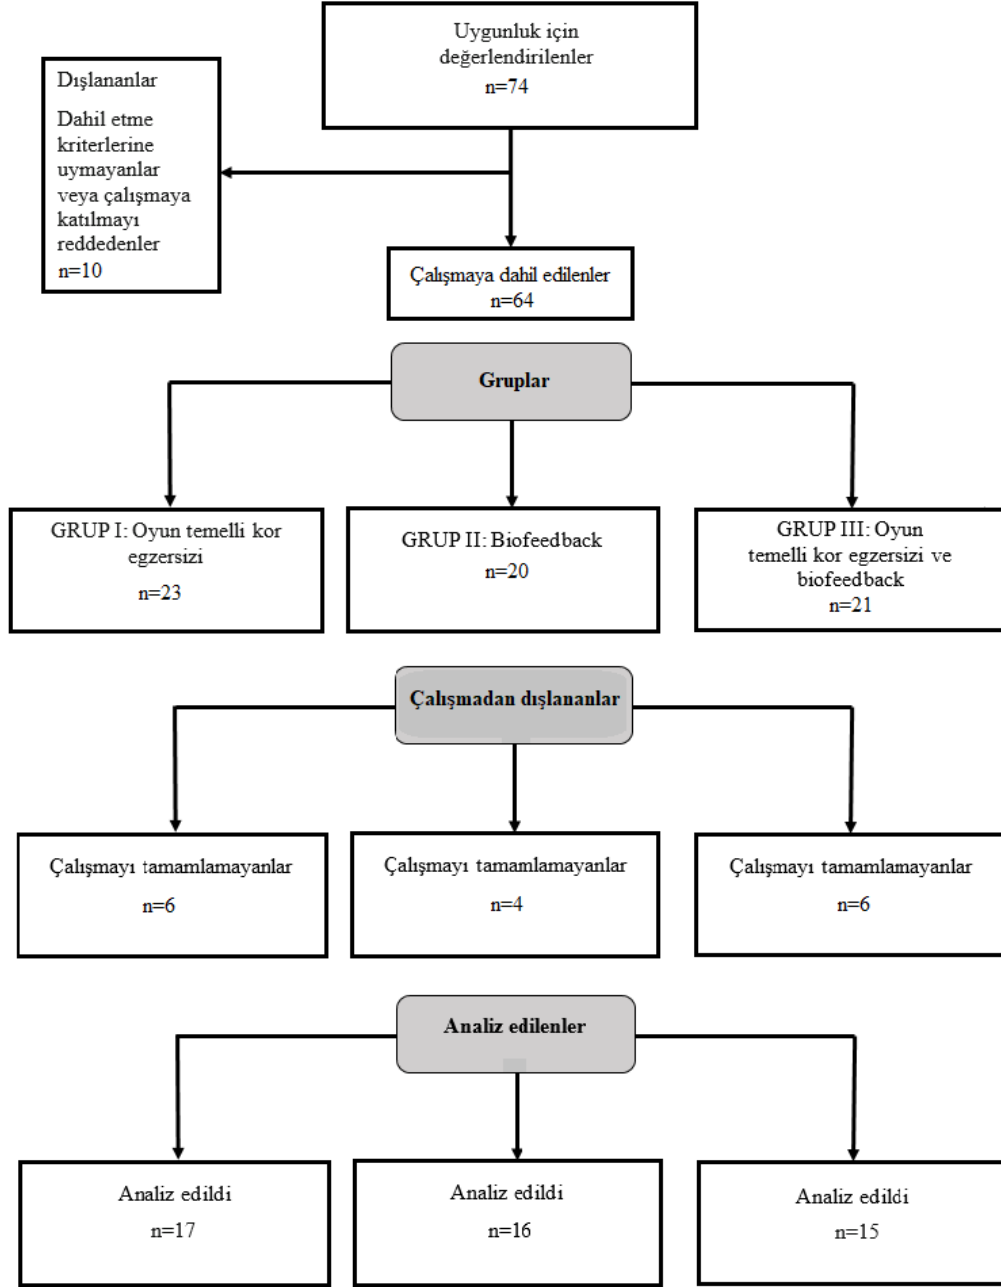 Uygunluk için
değerlendirilenler
n=74
Dışlananlar
Dahil etme
kriterlerine
uymayanlar
veya çalışmaya
katılmayı
reddedenler
n=10
Çalışmaya dahil edilenler
n=64
Gruplar
GRUP I: Oyun temelli kor
egzersizi
n=23
GRUP II: Biofeedback
n=20
GRUP III: Oyun
temelli kor egzersizi ve
biofeedback
n=21
Çalışmadan dışlananlar
Çalışmayı tamamlamayanlar
n=6
Çalışmayı tamamlamayanlar
n=4
Çalışmayı tamamlamayanlar
n=6
Analiz edilenler
Analiz edildi
n=17
Analiz edildi
n=16
Analiz edildi
n=15